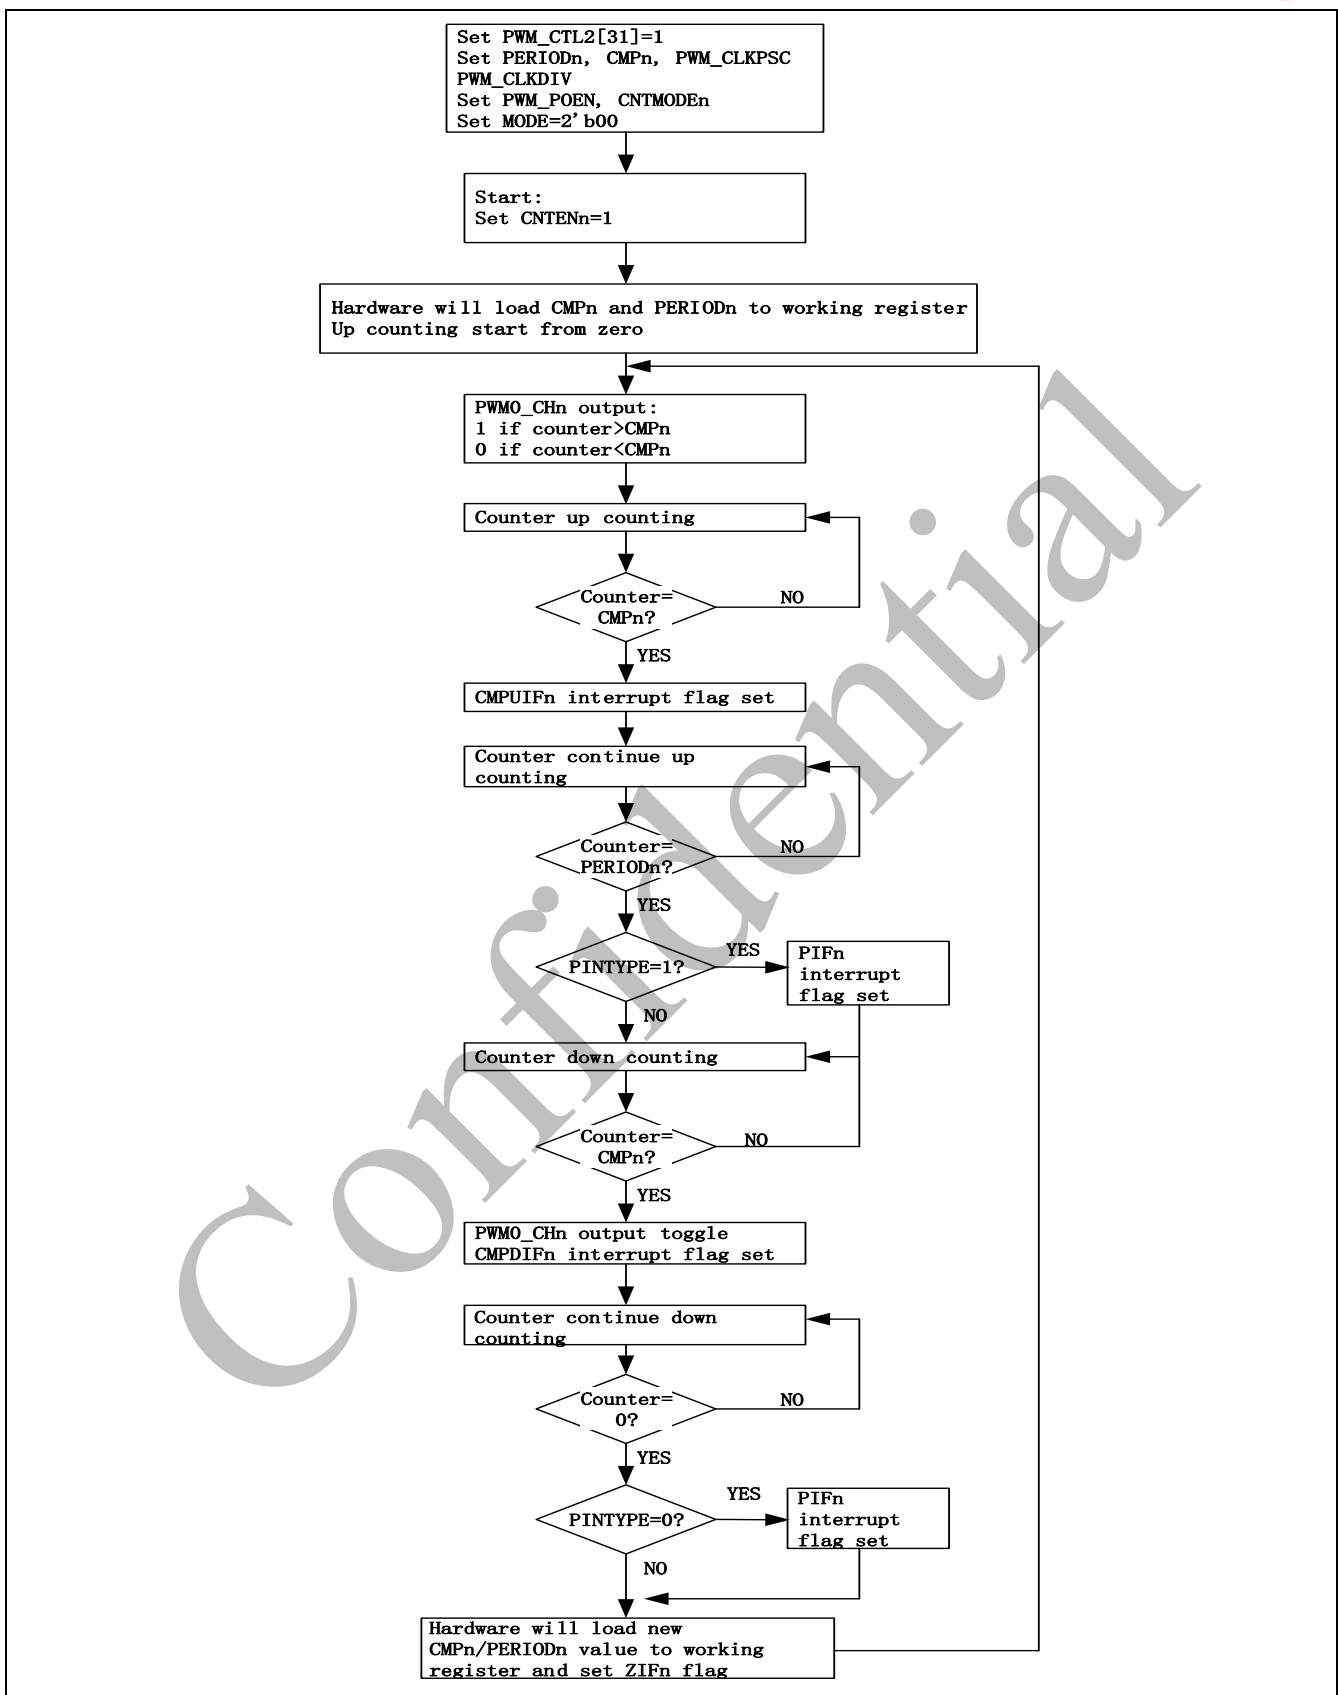 Set PWM_CTL2[31]=1
Set PERIODn, CMPn, PWM_CLKPSC
PWM_CLKDIV
Set PWM_POEN, CNTMODEn
Set MODE=2'b00
Start:
Set CNTENn=1
Hardware will load CMPn and PERIODn to working register
Up counting start from zero
PWM0_CHn output:
1 if counter>CMPn
0 if counter<CMPn
Counter up counting
Counter=
CMPn?
NO
YES
CMPUIFn interrupt flag set
Counter continue up
counting
Counter=
PERIODn?
NO
YES
PINTYPE=1?
YES
PIFn
interrupt
flag set
NO
Counter down counting
Counter=
CMPn?
NO
YES
PWM0_CHn output toggle
CMPDIFn interrupt flag set
Counter continue down
counting
Counter=
0?
NO
YES
PINTYPE=0?
YES
PIFn
interrupt
flag set
NO
Hardware will load new
CMPn/PERIODn value to working
register and set ZIFn flag
Confidential